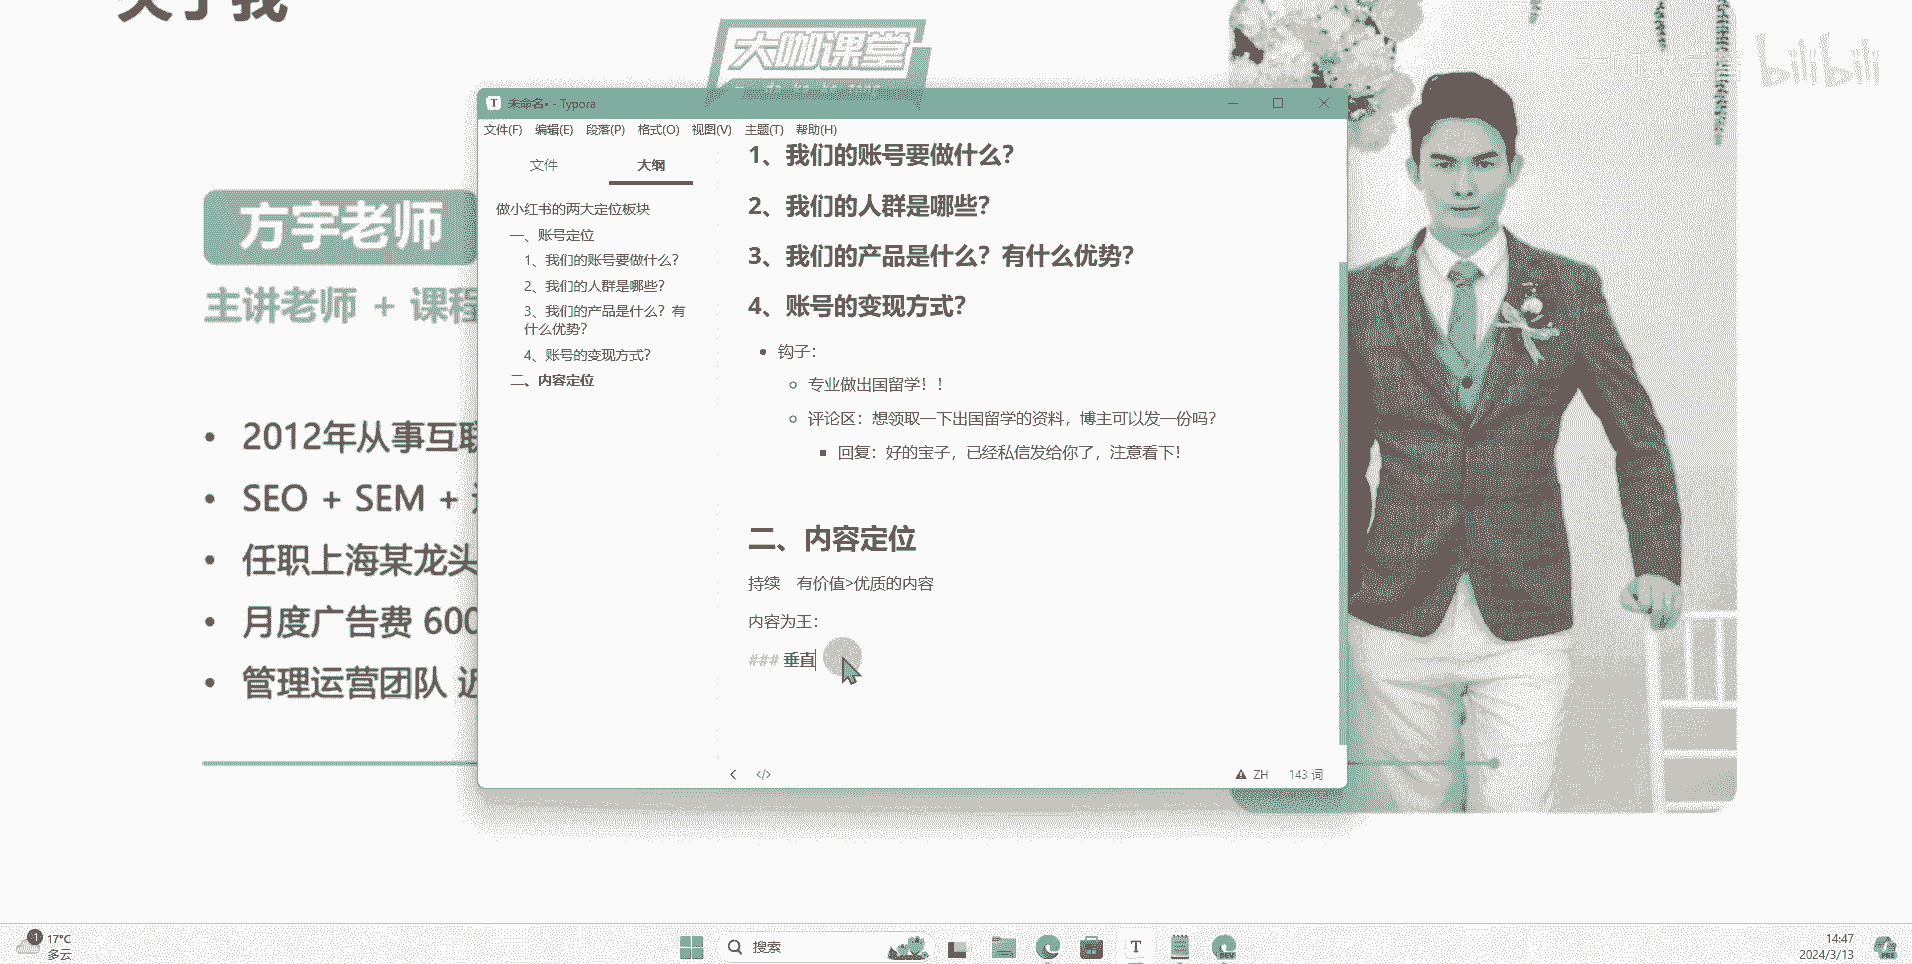 关于我
大咖课堂
bilibili
未命名• - Typora
文件(F) 编辑(E) 段落(P) 格式(O) 视图(V) 主题(T) 帮助(H)
文件 大纲
做小红书的两大定位板块
一、账号定位
1、我们的账号要做什么？
2、我们的人群是哪些？
3、我们的产品是什么？有
什么优势？
4、账号的变现方式？
二、内容定位
1、我们的账号要做什么？
2、我们的人群是哪些？
3、我们的产品是什么？有什么优势？
4、账号的变现方式？
• 钩子：
专业做出国留学！！
评论区：想领取一下出国留学的资料，博主可以发一份吗？
回复：好的宝子，已经私信发给你了，注意看下！
二、内容定位
持续 有价值>优质的内容
内容为王：
### 垂直
ZH 143 词
方宇老师
主讲老师 + 课程
• 2012年从事互联
• SEO + SEM +
• 任职上海某龙头
• 月度广告费 600
• 管理运营团队 近
1
17°C
多云
搜索
14:47
2024/3/13